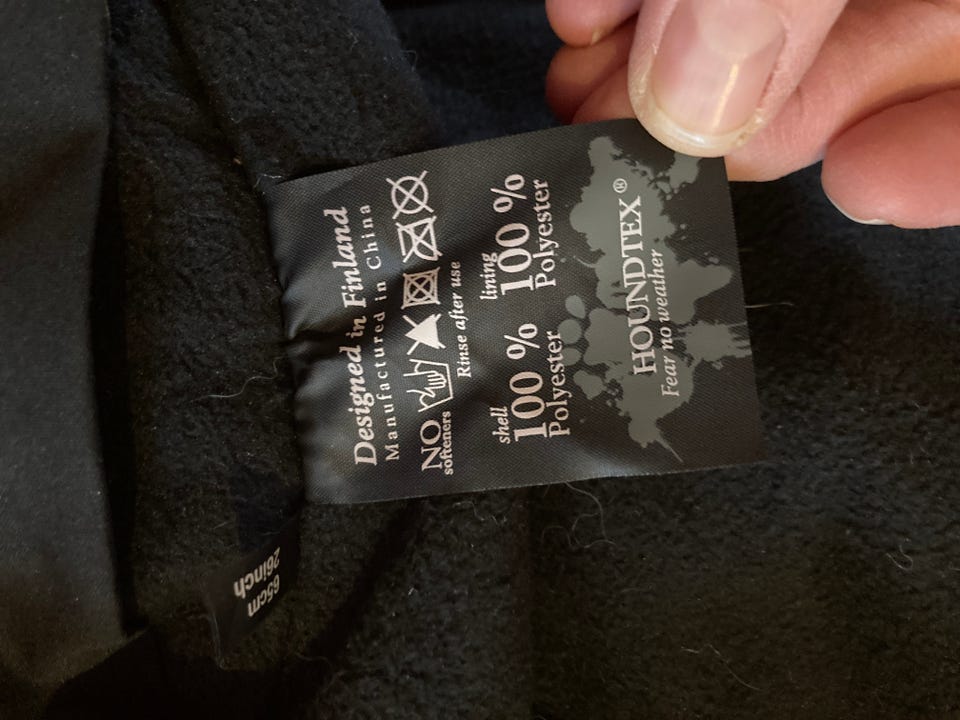 Designed in Finland
Manufactured in China
NO
softeners
Rinse after use
shell
100 %
Polyester
lining
100 %
Polyester
HOUNDTEX ®
Fear no weather
65cm
26inch